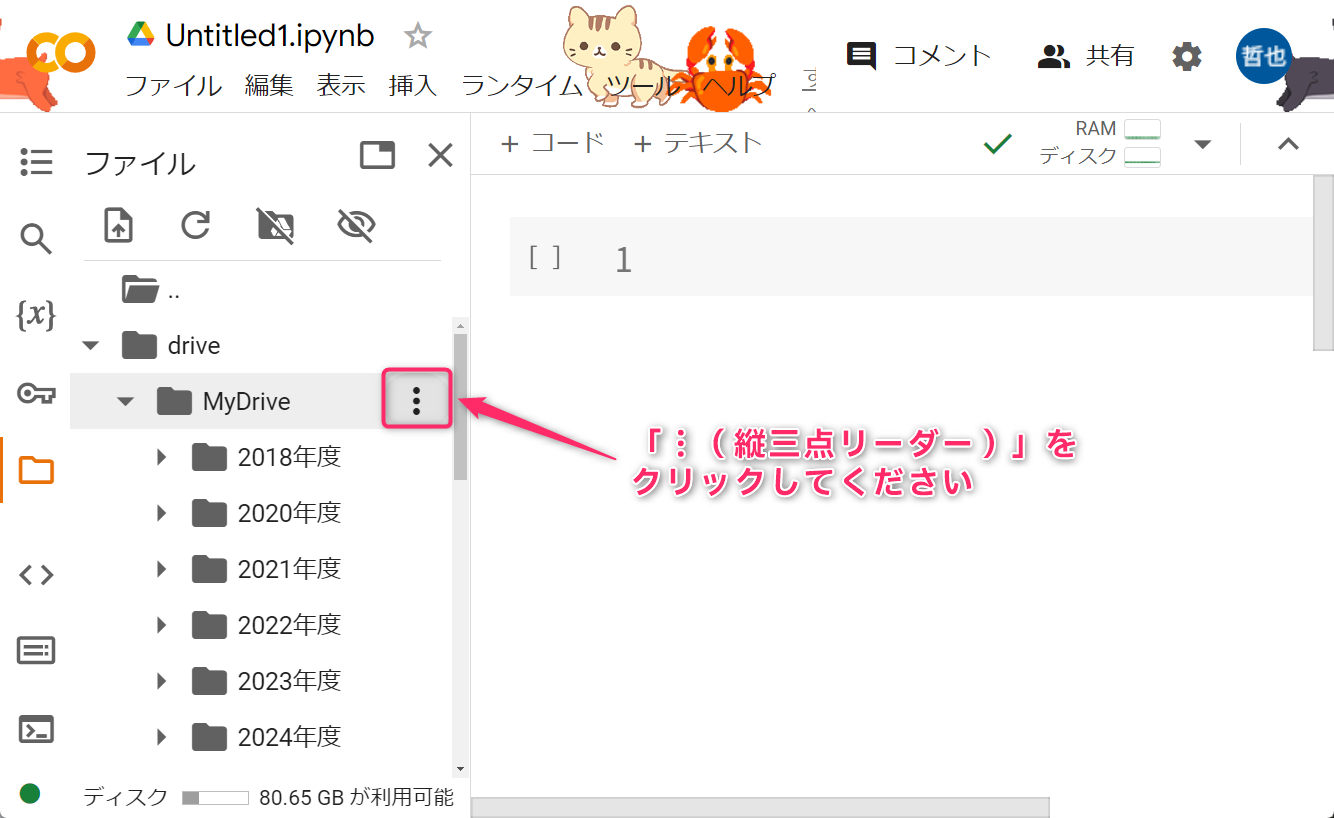 Untitled1.ipynb
ファイル 編集 表示 挿入 ランタイム ツール ヘルプ
コメント
共有
哲也
ファイル
+ コード + テキスト
RAM
ディスク
[ ] 1
{x}
..
drive
MyDrive
「⋮（縦三点リーダー）」を
クリックしてください
2018年度
2020年度
2021年度
2022年度
2023年度
2024年度
ディスク 80.65 GB が利用可能